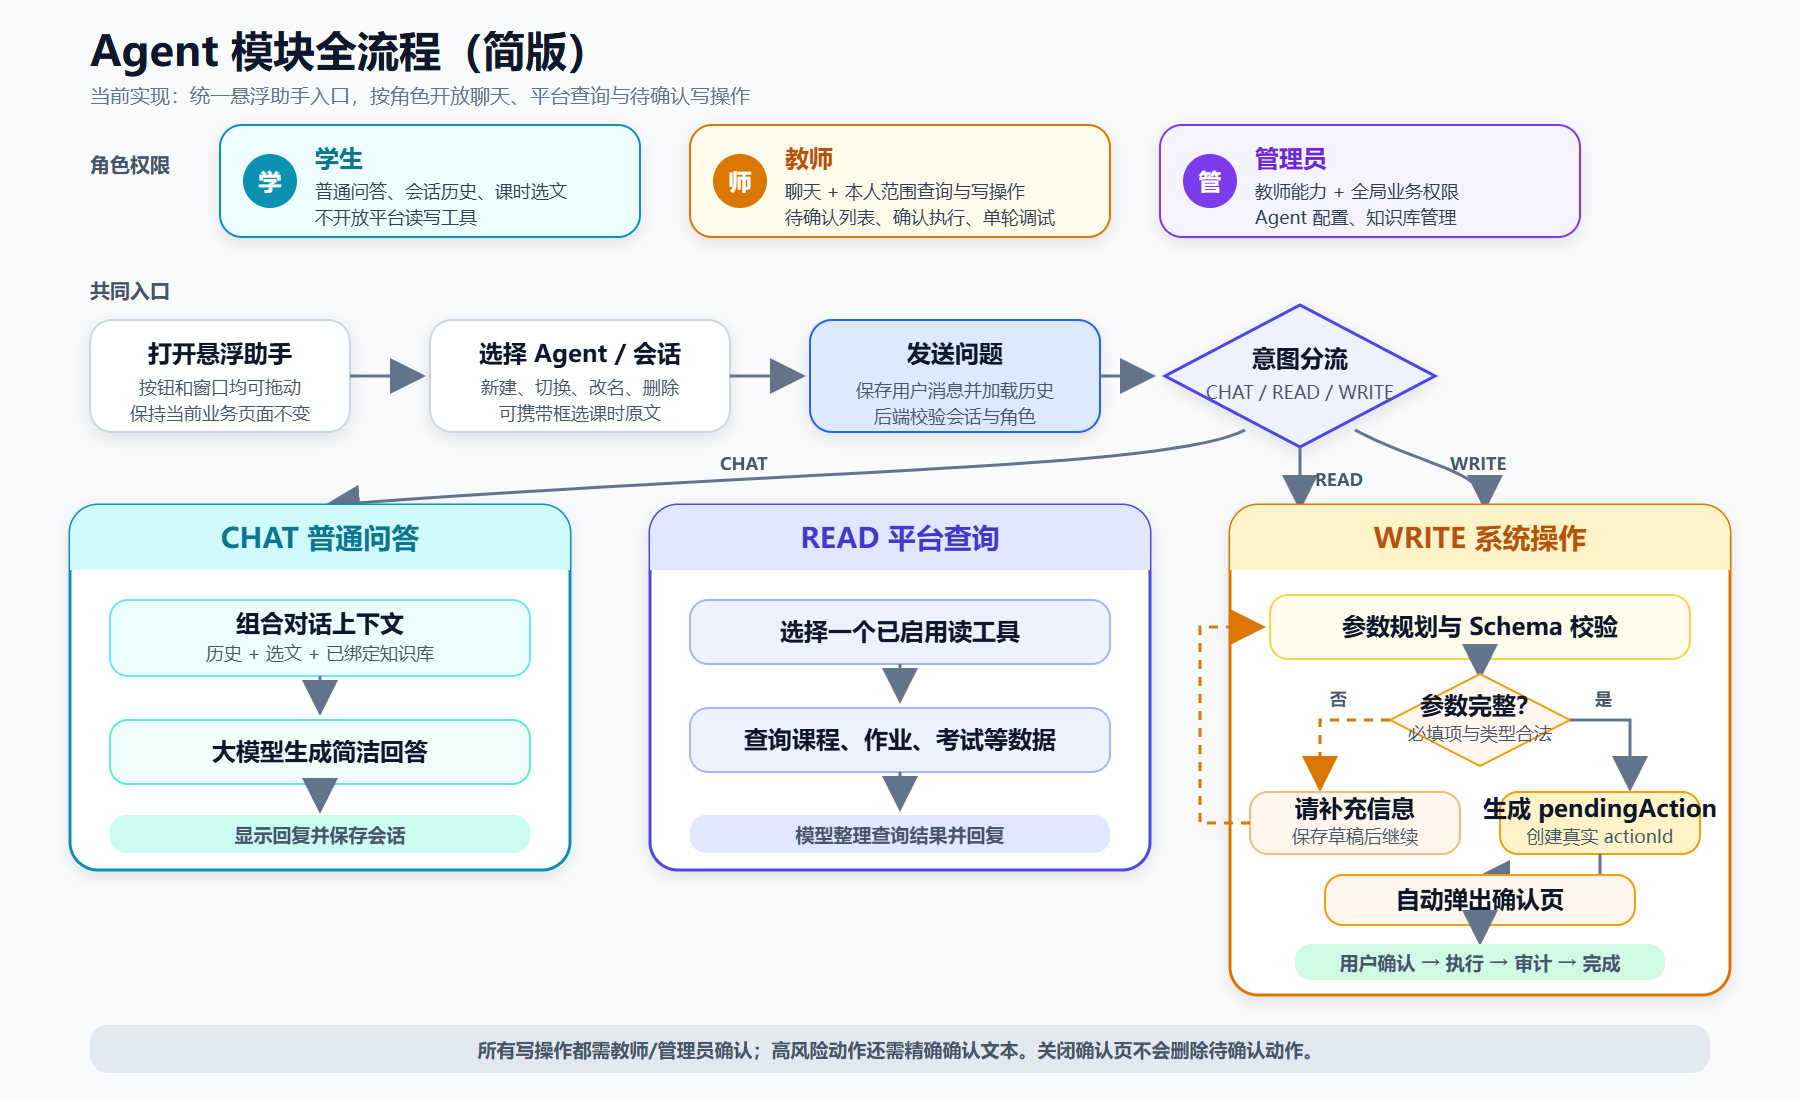 Agent 模块全流程（简版）
当前实现：统一悬浮助手入口，按角色开放聊天、平台查询与待确认写操作
角色权限
学
学生
普通问答、会话历史、课时选文
不开放平台读写工具
师
教师
聊天 + 本人范围查询与写操作
待确认列表、确认执行、单轮调试
管
管理员
教师能力 + 全局业务权限
Agent 配置、知识库管理
共同入口
打开悬浮助手
按钮和窗口均可拖动
保持当前业务页面不变
选择 Agent / 会话
新建、切换、改名、删除
可携带框选课时原文
发送问题
保存用户消息并加载历史
后端校验会话与角色
意图分流
CHAT / READ / WRITE
CHAT
READ
WRITE
CHAT 普通问答
组合对话上下文
历史 + 选文 + 已绑定知识库
大模型生成简洁回答
显示回复并保存会话
READ 平台查询
选择一个已启用读工具
查询课程、作业、考试等数据
模型整理查询结果并回复
WRITE 系统操作
参数规划与 Schema 校验
参数完整？
必填项与类型合法
否
是
请补充信息
保存草稿后继续
生成 pendingAction
创建真实 actionId
自动弹出确认页
用户确认 → 执行 → 审计 → 完成
所有写操作都需教师/管理员确认；高风险动作还需精确确认文本。关闭确认页不会删除待确认动作。